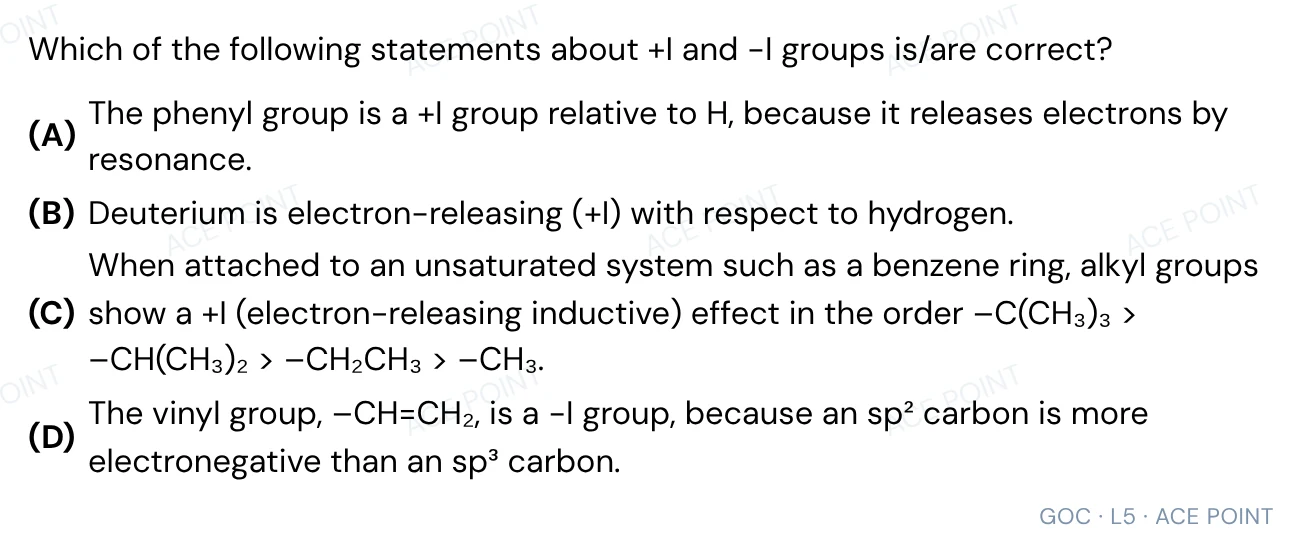 Which of the following statements about +I and −I groups is/are correct?
(A) The phenyl group is a +I group relative to H, because it releases electrons by
resonance.
(B) Deuterium is electron-releasing (+I) with respect to hydrogen.
When attached to an unsaturated system such as a benzene ring, alkyl groups
(C) show a +I (electron-releasing inductive) effect in the order −C(CH₃)₃ >
−CH(CH₃)₂ > −CH₂CH₃ > −CH₃.
(D) The vinyl group, −CH=CH₂, is a −I group, because an sp² carbon is more
electronegative than an sp³ carbon.
GOC · L5 · ACE POINT